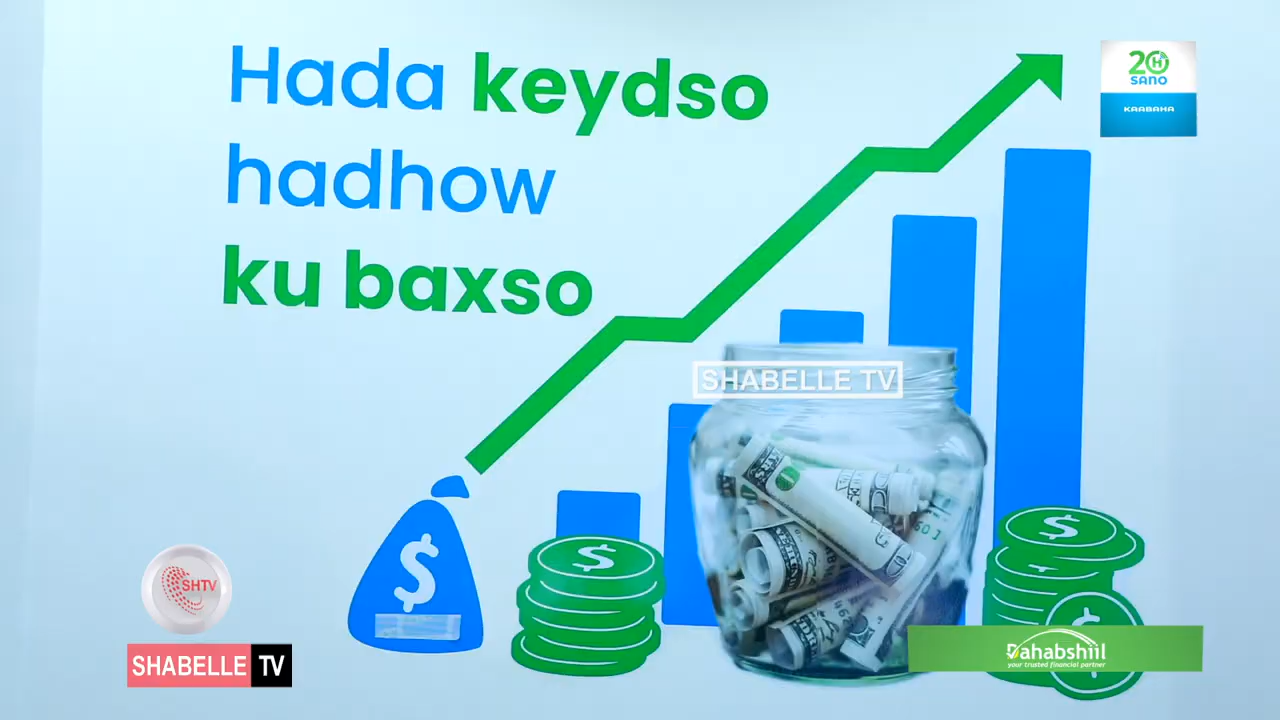 Hada keydso
hadhow
ku baxso
20
SANO
KAABAHA
SHABELLE TV
SHTV
SHABELLE TV
Dahabshiil
your trusted financial partner